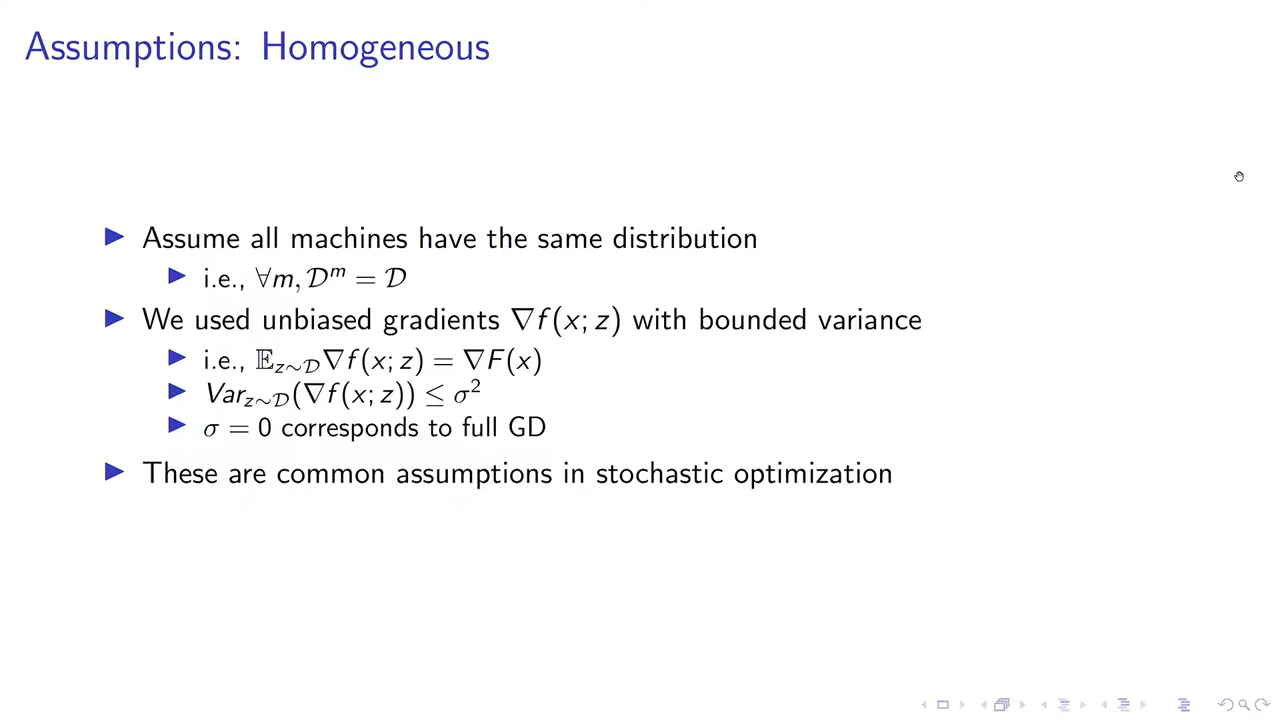 Assumptions: Homogeneous
Assume all machines have the same distribution
i.e., ∀m, 𝒟ᵐ = 𝒟
We used unbiased gradients ∇f(x; z) with bounded variance
i.e., 𝔼_{z∼𝒟}∇f(x; z) = ∇F(x)
Var_{z∼𝒟}(∇f(x; z)) ≤ σ²
σ = 0 corresponds to full GD
These are common assumptions in stochastic optimization